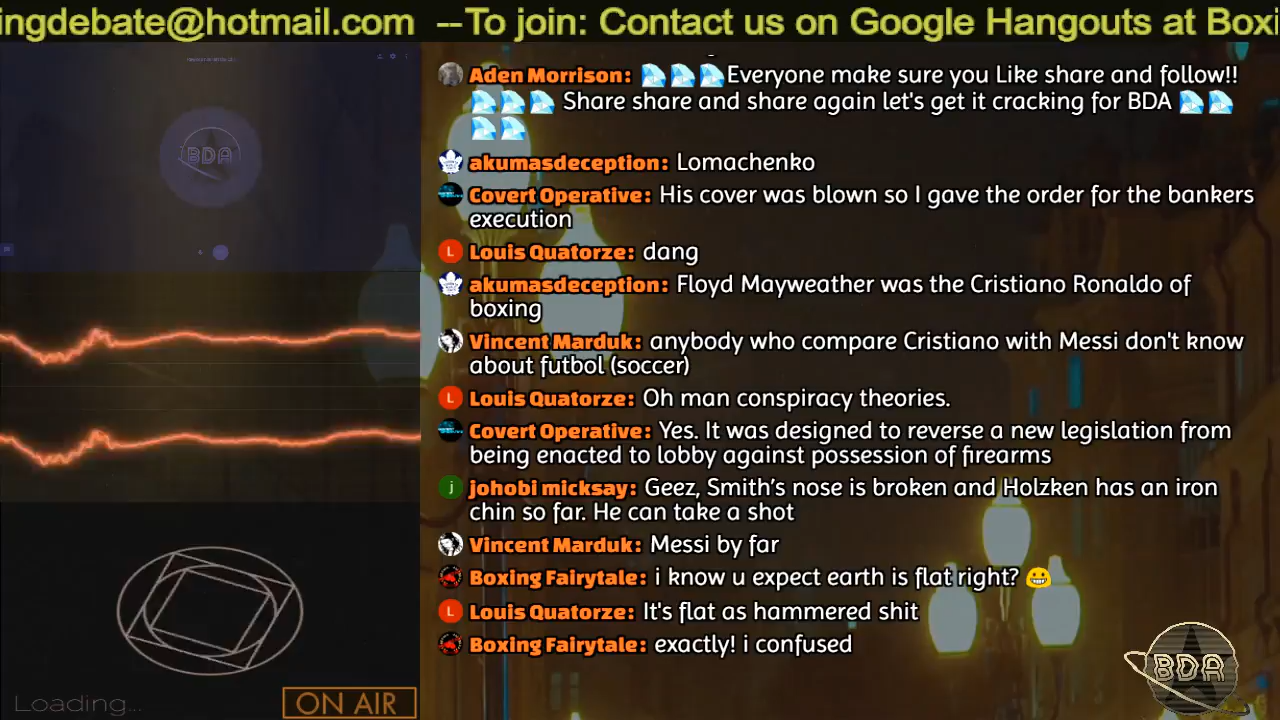 ingdebate@hotmail.com --To join: Contact us on Google Hangouts at Boxi
Aden Morrison: 💎💎💎Everyone make sure you Like share and follow!!
💎💎💎 Share share and share again let's get it cracking for BDA 💎💎
💎💎
akumasdeception: Lomachenko
Covert Operative: His cover was blown so I gave the order for the bankers
execution
Louis Quatorze: dang
akumasdeception: Floyd Mayweather was the Cristiano Ronaldo of
boxing
Vincent Marduk: anybody who compare Cristiano with Messi don't know
about futbol (soccer)
Louis Quatorze: Oh man conspiracy theories.
Covert Operative: Yes. It was designed to reverse a new legislation from
being enacted to lobby against possession of firearms
johobi micksay: Geez, Smith’s nose is broken and Holzken has an iron
chin so far. He can take a shot
Vincent Marduk: Messi by far
Boxing Fairytale: i know u expect earth is flat right? 😬
Louis Quatorze: It's flat as hammered shit
Boxing Fairytale: exactly! i confused
BDA
Loading...
ON AIR
BDA